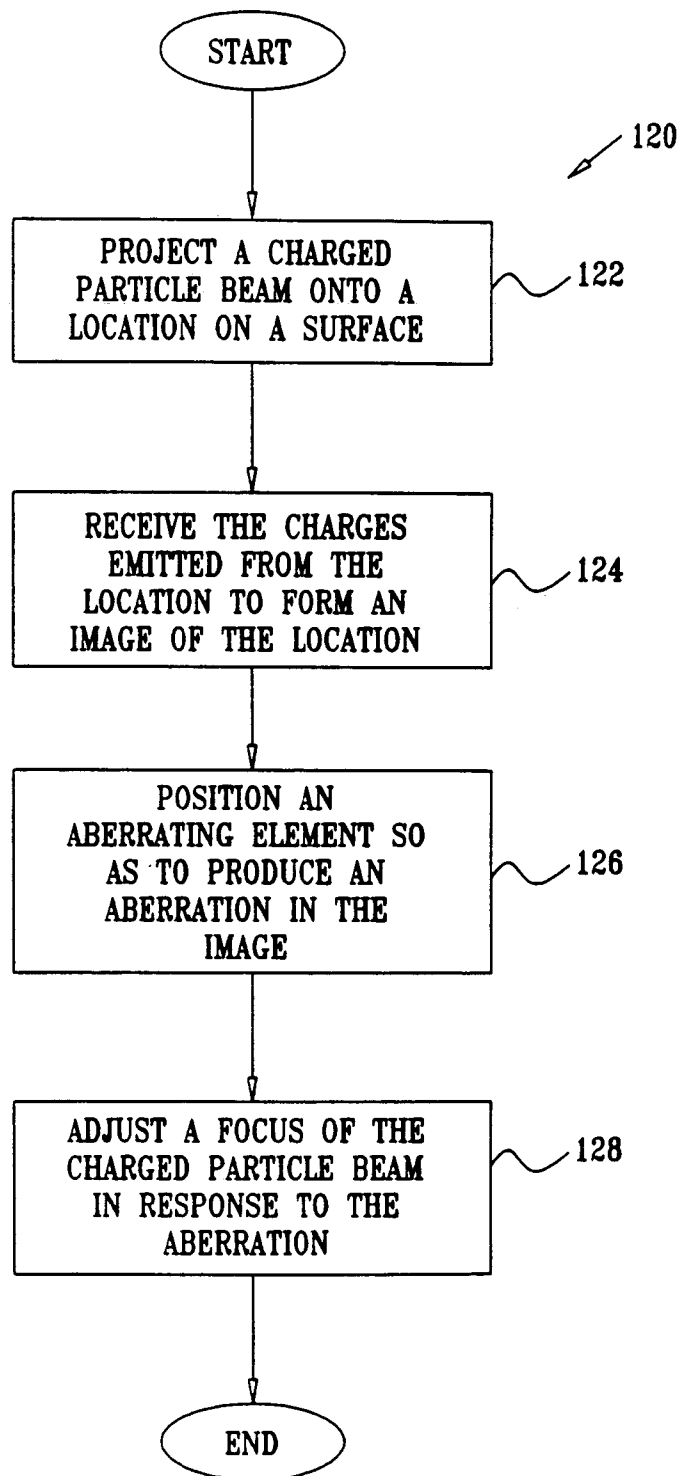 START
120
PROJECT A CHARGED
PARTICLE BEAM ONTO A
LOCATION ON A SURFACE
122
RECEIVE THE CHARGES
EMITTED FROM THE
LOCATION TO FORM AN
IMAGE OF THE LOCATION
124
POSITION AN
ABERRATING ELEMENT SO
AS TO PRODUCE AN
ABERRATION IN THE
IMAGE
126
ADJUST A FOCUS OF THE
CHARGED PARTICLE BEAM
IN RESPONSE TO THE
ABERRATION
128
END